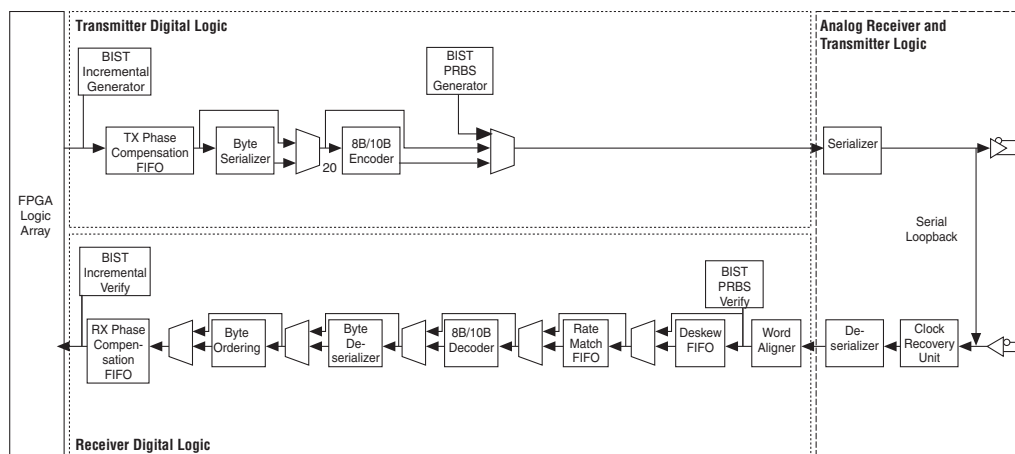 Transmitter Digital Logic
Analog Receiver and
Transmitter Logic
BIST
Incremental
Generator
BIST
PRBS
Generator
TX Phase
Compensation
FIFO
Byte
Serializer
20
8B/10B
Encoder
Serializer
FPGA
Logic
Array
Serial
Loopback
BIST
Incremental
Verify
BIST
PRBS
Verify
RX Phase
Compen-
sation
FIFO
Byte
Ordering
Byte
De-
serializer
8B/10B
Decoder
Rate
Match
FIFO
Deskew
FIFO
Word
Aligner
De-
serializer
Clock
Recovery
Unit
Receiver Digital Logic